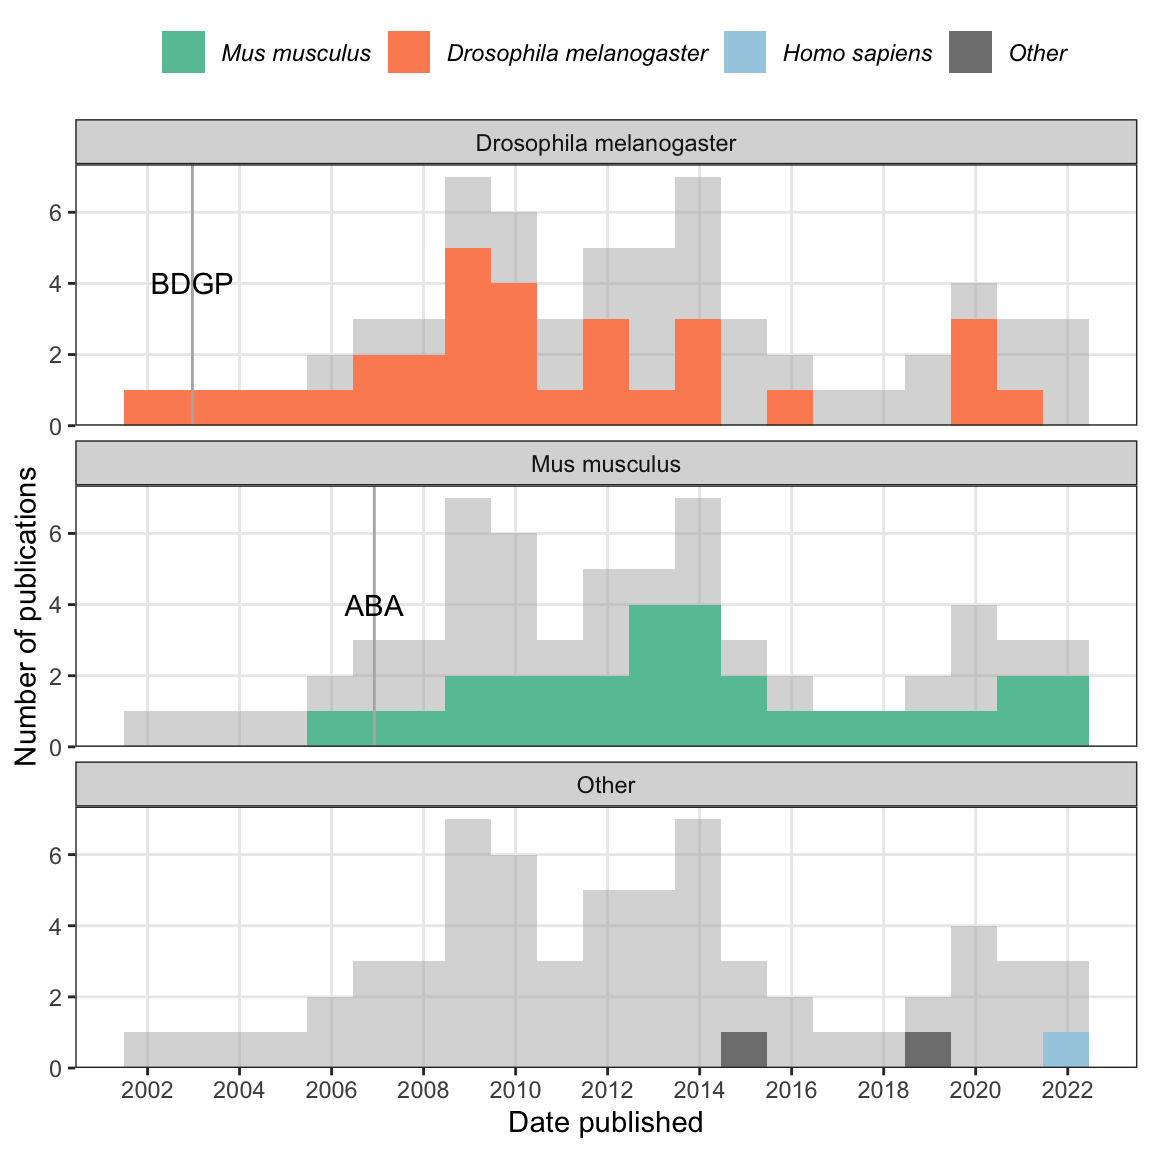 Mus musculus Drosophila melanogaster Homo sapiens Other
Drosophila melanogaster
6
BDGP
4
2
0
Mus musculus
6
ABA
4
2
0
Other
6
4
2
0
2002 2004 2006 2008 2010 2012 2014 2016 2018 2020 2022
Date published
Number of publications